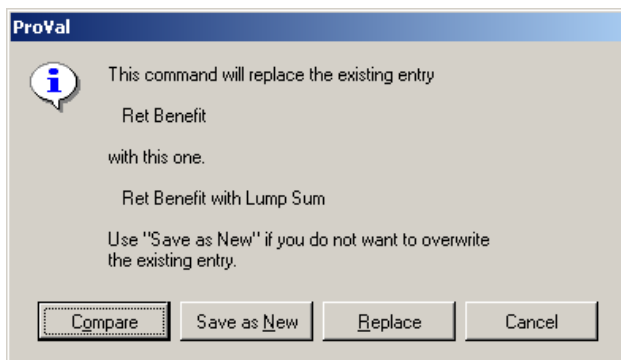 ProVal
This command will replace the existing entry
Ret Benefit
with this one.
Ret Benefit with Lump Sum
Use "Save as New" if you do not want to overwrite
the existing entry.
Compare
Save as New
Replace
Cancel